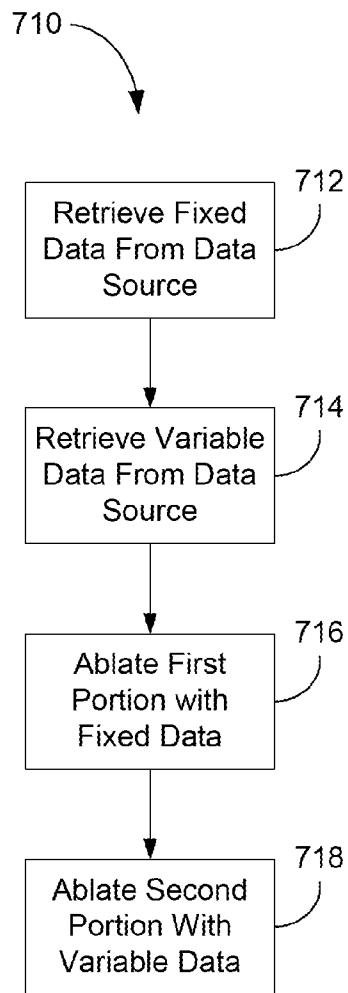 710
712
Retrieve Fixed
Data From Data
Source
714
Retrieve Variable
Data From Data
Source
716
Ablate First
Portion with
Fixed Data
718
Ablate Second
Portion With
Variable Data